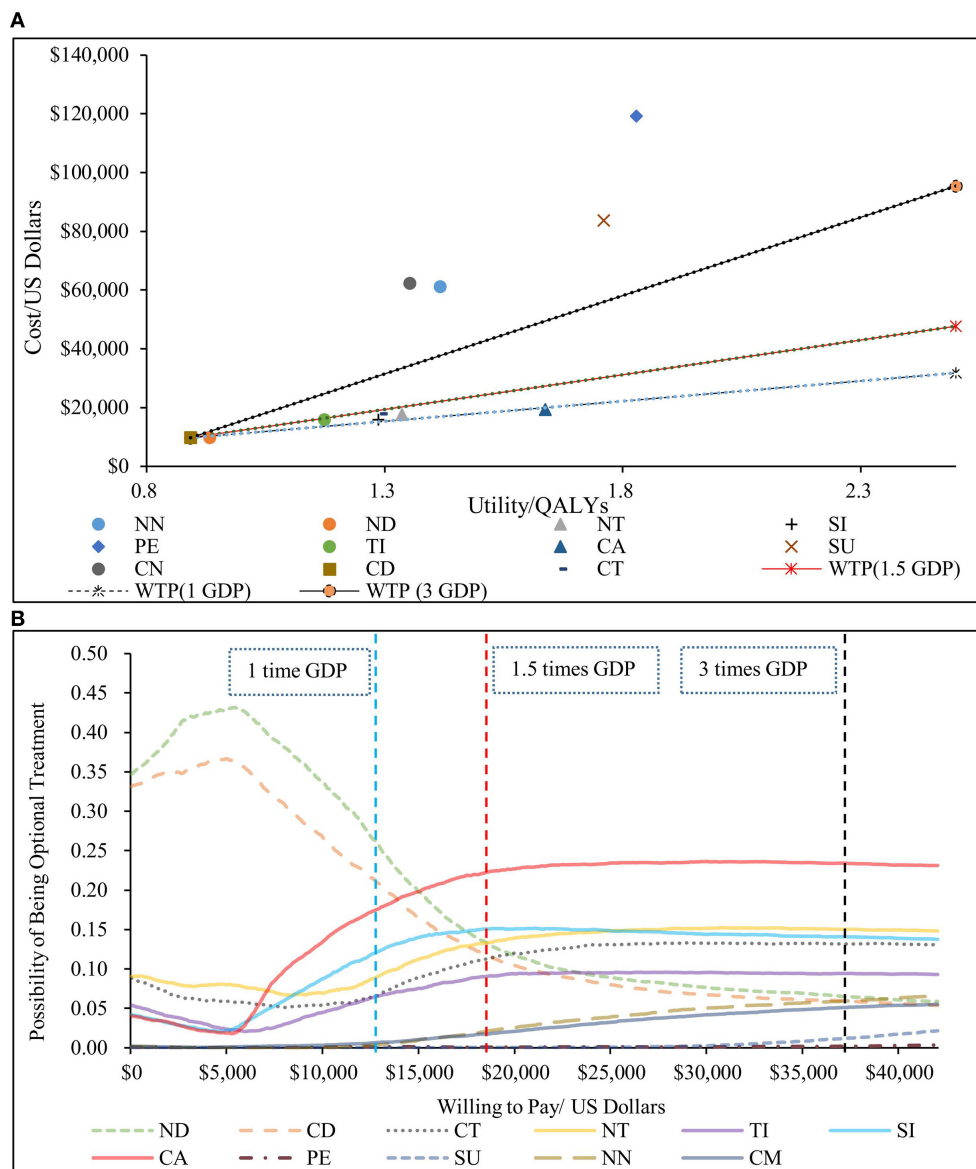 A
$140,000
$120,000
$100,000
$80,000
$60,000
$40,000
$20,000
$0
Cost/US Dollars
0.8 1.3 1.8 2.3
Utility/QALYs
NN ND NT SI
PE TI CA SU
CN CD CT WTP(1.5 GDP)
WTP(1 GDP) WTP (3 GDP)
B
0.50
0.45
0.40
0.35
0.30
0.25
0.20
0.15
0.10
0.05
0.00
Possibility of Being Optional Treatment
1 time GDP 1.5 times GDP 3 times GDP
$0 $5,000 $10,000 $15,000 $20,000 $25,000 $30,000 $35,000 $40,000
Willing to Pay/ US Dollars
ND CD CT NT TI SI
CA PE SU NN CM